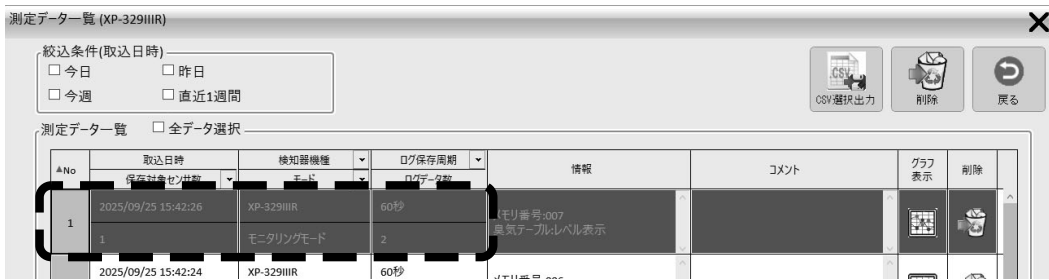 測定データ一覧 (XP-329IIIR)
絞込条件(取込日時)
今日
昨日
今週
直近1週間
CSV
CSV選択出力
削除
戻る
測定データ一覧
全データ選択
▲No
取込日時
検知器機種
ログ保存周期
情報
コメント
グラフ表示
削除
保存対象センサ数
モード
ログデータ数
1
2025/09/25 15:42:26
XP-329IIIR
60秒
メモリ番号:007
臭気テーブル:レベル表示
1
モニタリングモード
2
2025/09/25 15:42:24
XP-329IIIR
60秒